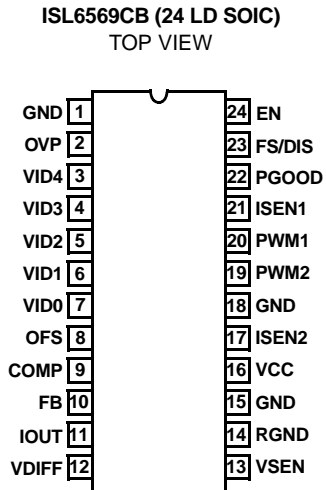 ISL6569CB (24 LD SOIC)
TOP VIEW
GND 1 24 EN
OVP 2 23 FS/DIS
VID4 3 22 PGOOD
VID3 4 21 ISEN1
VID2 5 20 PWM1
VID1 6 19 PWM2
VID0 7 18 GND
OFS 8 17 ISEN2
COMP 9 16 VCC
FB 10 15 GND
IOUT 11 14 RGND
VDIFF 12 13 VSEN